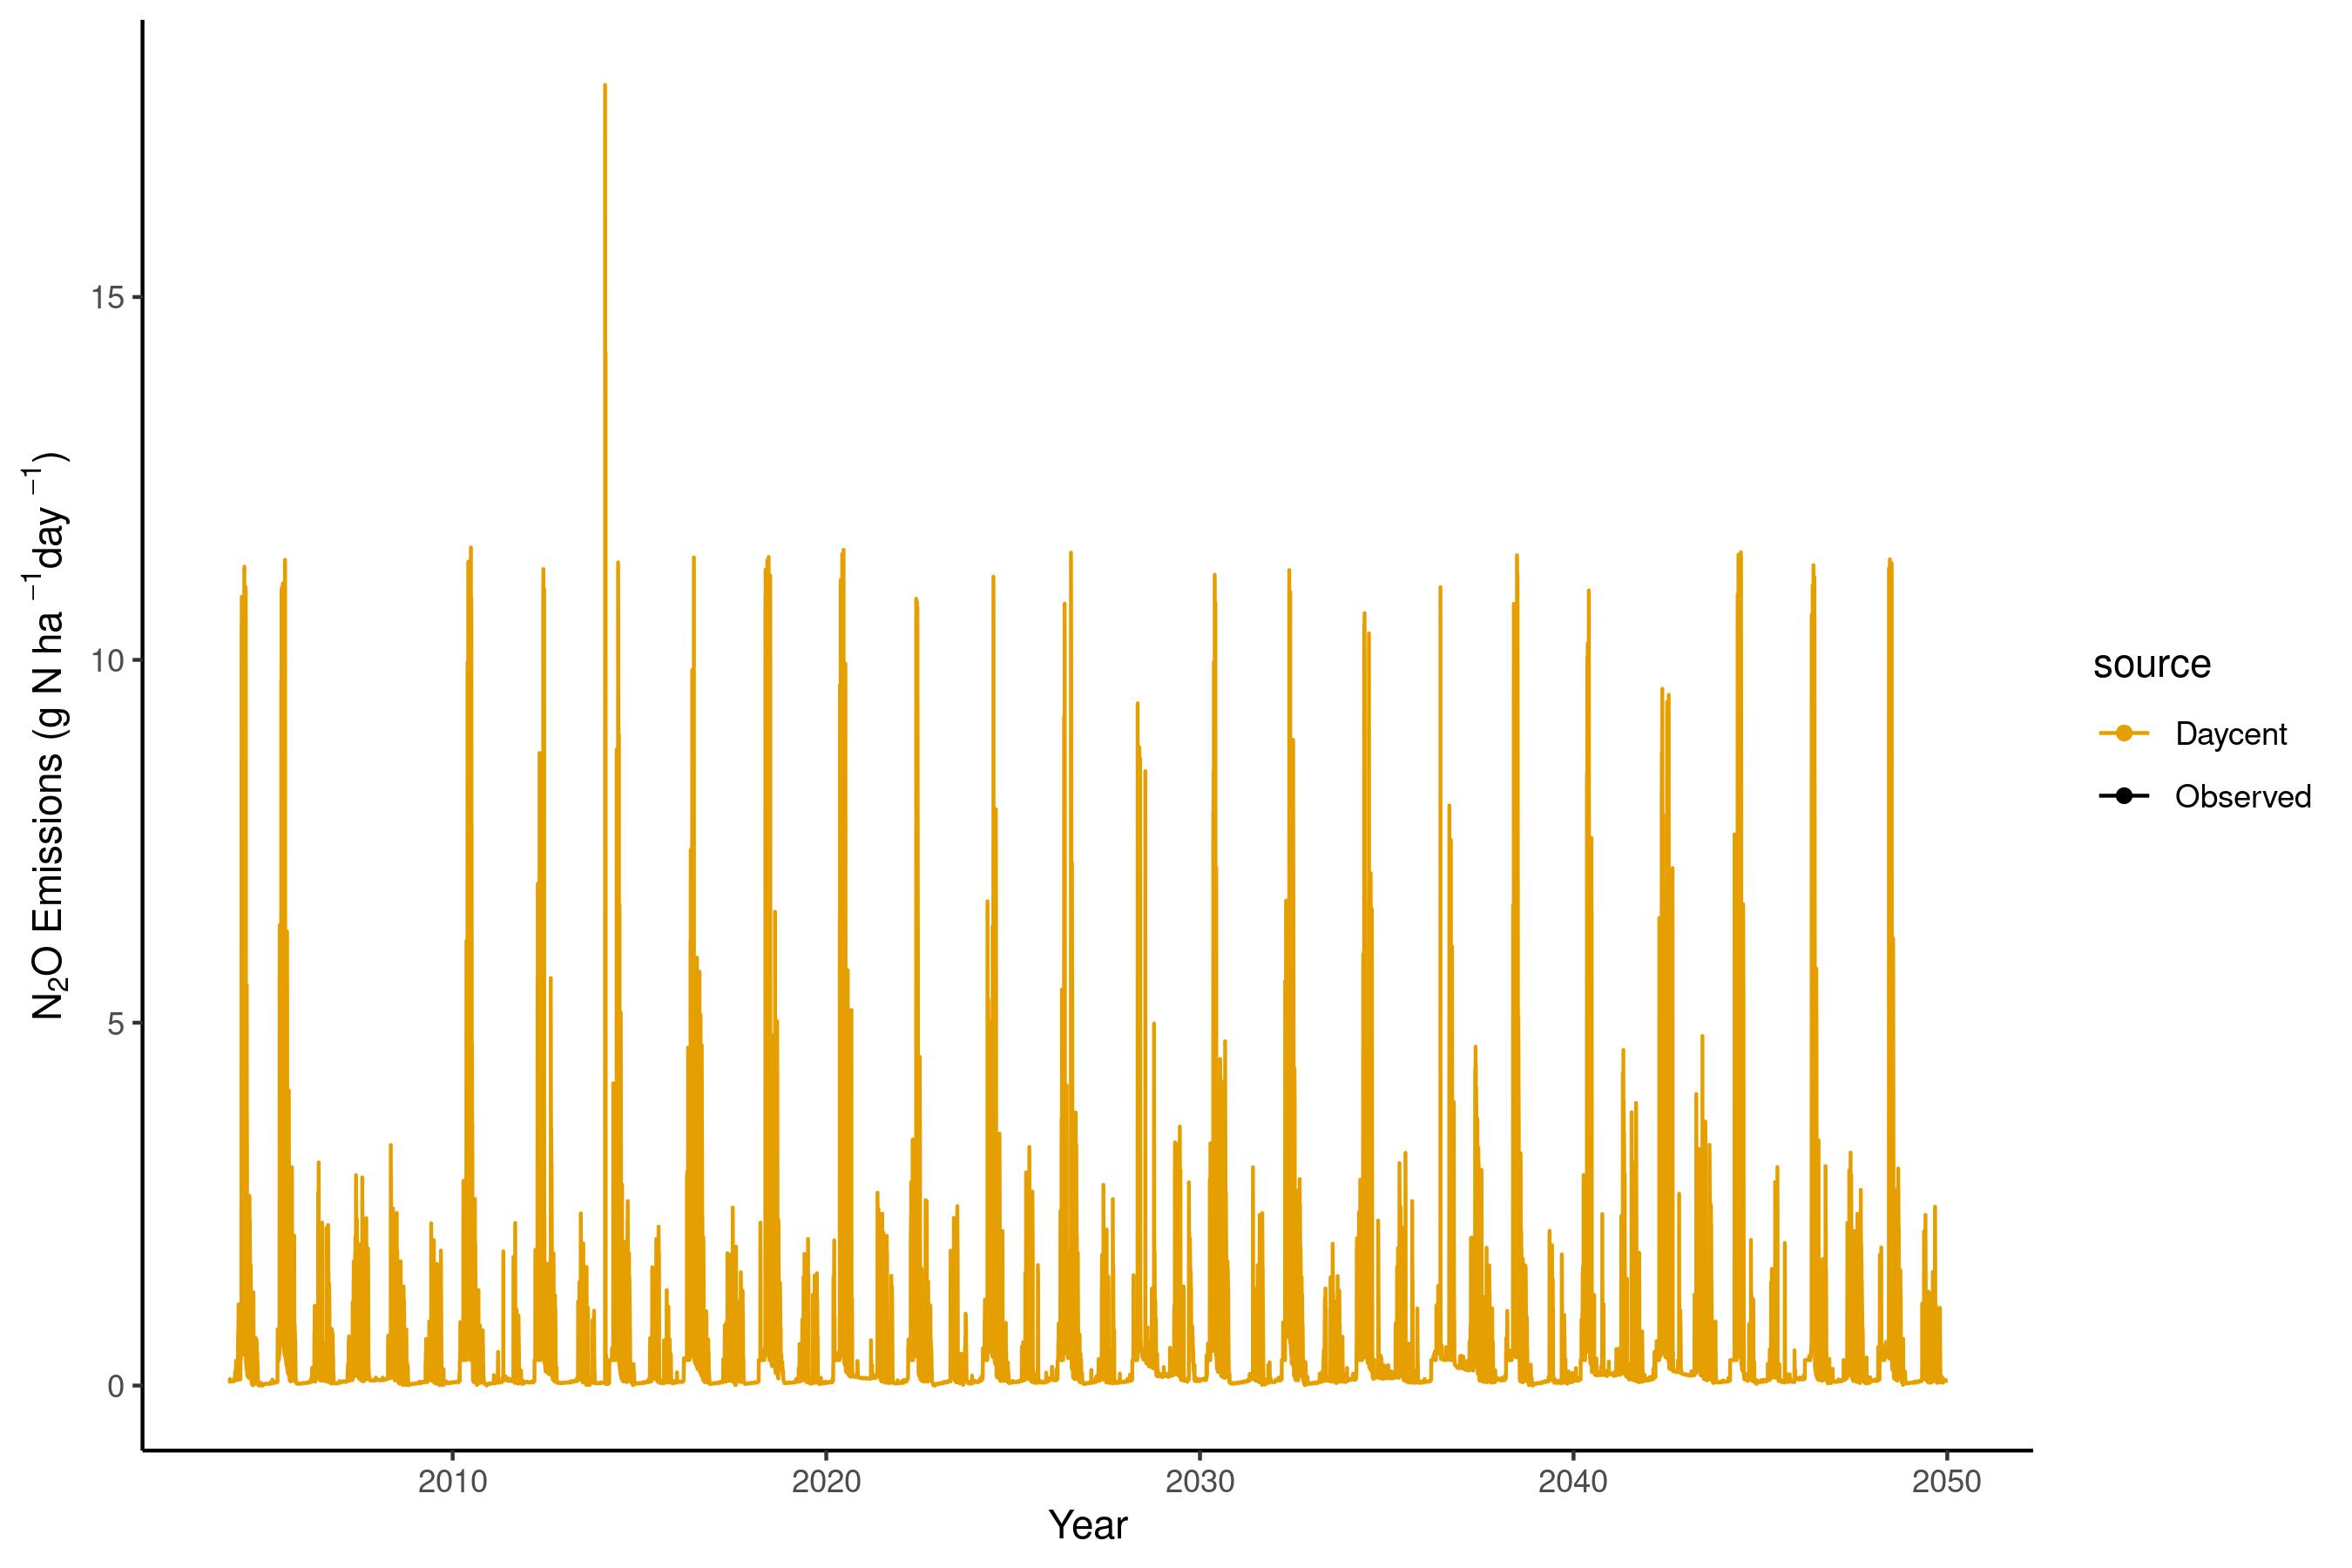 N₂O Emissions (g N ha ⁻¹day ⁻¹)
15
10
5
0
2010 2020 2030 2040 2050
Year
source
Daycent
Observed